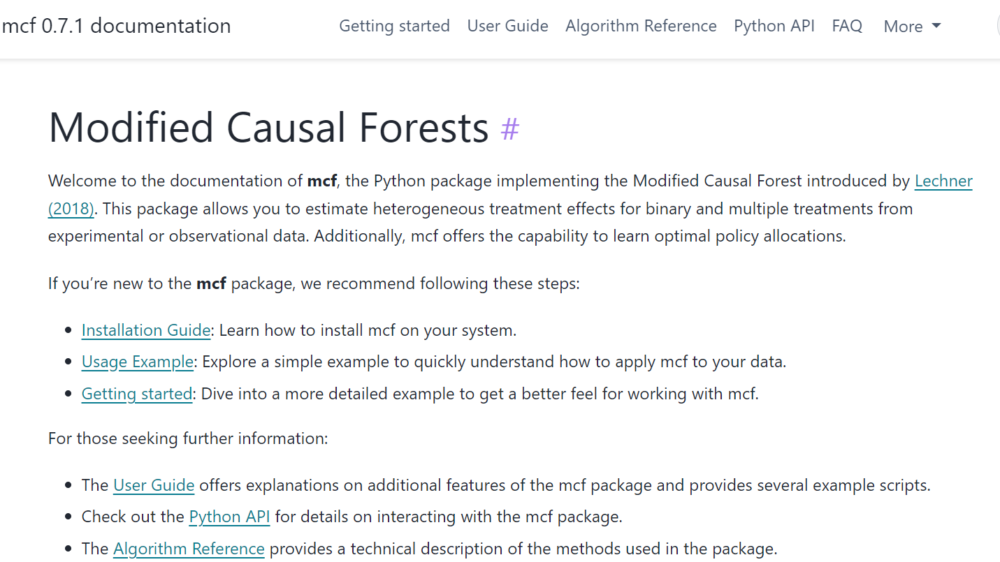 mcf 0.7.1 documentation
Getting started User Guide Algorithm Reference Python API FAQ More
Modified Causal Forests #
Welcome to the documentation of mcf, the Python package implementing the Modified Causal Forest introduced by Lechner
(2018). This package allows you to estimate heterogeneous treatment effects for binary and multiple treatments from
experimental or observational data. Additionally, mcf offers the capability to learn optimal policy allocations.
If you’re new to the mcf package, we recommend following these steps:
Installation Guide: Learn how to install mcf on your system.
Usage Example: Explore a simple example to quickly understand how to apply mcf to your data.
Getting started: Dive into a more detailed example to get a better feel for working with mcf.
For those seeking further information:
The User Guide offers explanations on additional features of the mcf package and provides several example scripts.
Check out the Python API for details on interacting with the mcf package.
The Algorithm Reference provides a technical description of the methods used in the package.